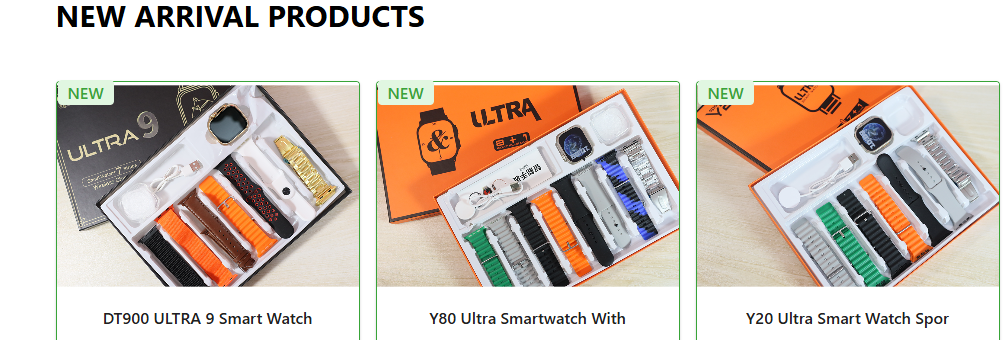 NEW ARRIVAL PRODUCTS
NEW
NEW
NEW
ULTRA 9
ULTRA
&
DT900 ULTRA 9 Smart Watch
Y80 Ultra Smartwatch With
Y20 Ultra Smart Watch Spor